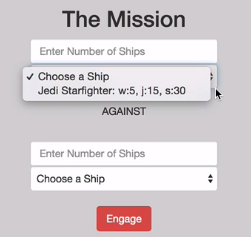 The Mission
Enter Number of Ships
✓ Choose a Ship
Jedi Starfighter: w:5, j:15, s:30
AGAINST
Enter Number of Ships
Choose a Ship
Engage